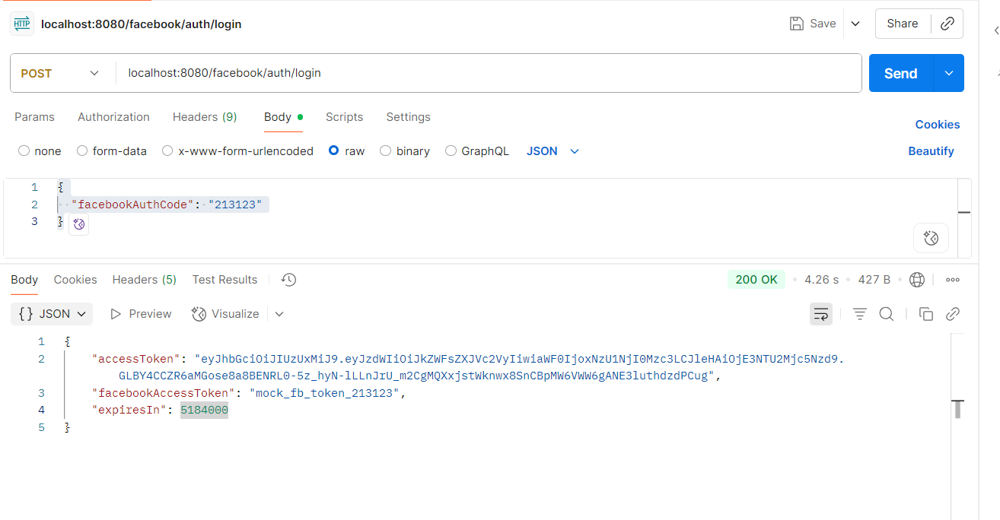 HTTP localhost:8080/facebook/auth/login Save Share
POST localhost:8080/facebook/auth/login Send
Params Authorization Headers (9) Body Scripts Settings Cookies
none form-data x-www-form-urlencoded raw binary GraphQL JSON Beautify
1 {
2 "facebookAuthCode": "213123"
3 }
Body Cookies Headers (5) Test Results 200 OK • 4.26 s • 427 B •
{} JSON Preview Visualize
1 {
2 "accessToken": "eyJhbGciOiJIUzUxMiJ9.eyJzdWIiOiJkZWFsZXJVc2VyIiwiaWF0IjoxNzU1NjI0Mzc3LCJleHAiOjE3NTU2Mjc5Nzd9.
GLBY4CCZR6aMGose8a8BENRL0-5z_hyN-lLLnJrU_m2CgMQXxjstWknwx8SnCBpMW6VWW6gANE3luthdzdPCug",
3 "facebookAccessToken": "mock_fb_token_213123",
4 "expiresIn": 5184000
5 }